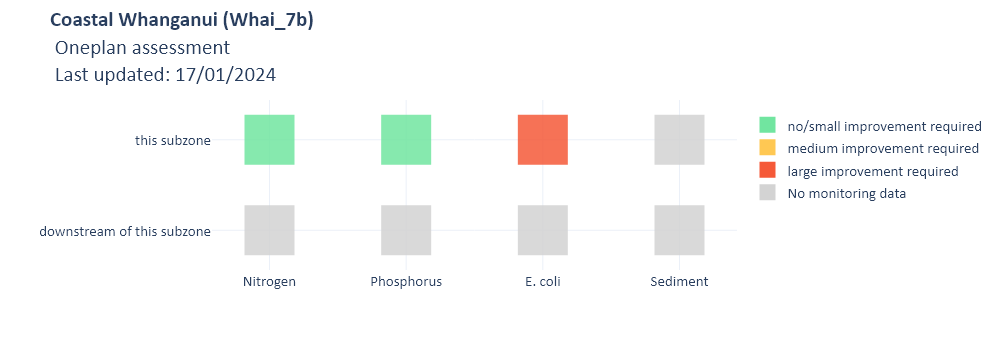 Coastal Whanganui (Whai_7b)
Oneplan assessment
Last updated: 17/01/2024
this subzone
downstream of this subzone
Nitrogen
Phosphorus
E. coli
Sediment
no/small improvement required
medium improvement required
large improvement required
No monitoring data